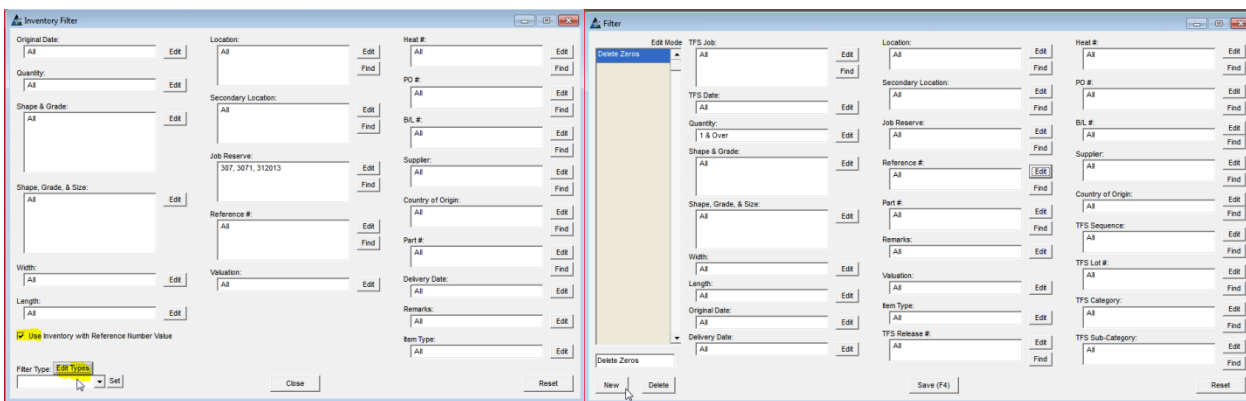 Inventory Filter
Original Date:
All
Edit
Quantity:
All
Edit
Shape & Grade:
All
Edit
Shape, Grade, & Size:
All
Edit
Width:
All
Edit
Length:
All
Edit
Use Inventory with Reference Number Value
Filter Type:
Edit Types
Set
Location:
All
Edit
Find
Secondary Location:
All
Edit
Find
Job Reserve:
307, 3071, 312013
Edit
Find
Reference #:
All
Edit
Find
Valuation:
All
Edit
Close
Heat #:
All
Edit
Find
PO #:
All
Edit
Find
B/L #:
All
Edit
Find
Supplier:
All
Edit
Find
Country of Origin:
All
Edit
Find
Part #:
All
Edit
Find
Delivery Date:
All
Edit
Remarks:
All
Edit
Item Type:
All
Edit
Reset
Filter
Edit Mode
Delete Zeros
Delete Zeros
New
Delete
TFS Job:
All
Edit
Find
TFS Date:
All
Edit
Quantity:
1 & Over
Edit
Shape & Grade:
All
Edit
Shape, Grade, & Size:
All
Edit
Width:
All
Edit
Length:
All
Edit
Original Date:
All
Edit
Delivery Date:
All
Edit
Location:
All
Edit
Find
Secondary Location:
All
Edit
Find
Job Reserve:
All
Edit
Find
Reference #:
All
Edit
Find
Part #:
All
Edit
Find
Remarks:
All
Edit
Valuation:
All
Edit
Item Type:
All
Edit
TFS Release #:
All
Edit
Find
Save (F4)
Heat #:
All
Edit
Find
PO #:
All
Edit
Find
B/L #:
All
Edit
Find
Supplier:
All
Edit
Find
Country of Origin:
All
Edit
Find
TFS Sequence:
All
Edit
Find
TFS Lot #:
All
Edit
Find
TFS Category:
All
Edit
Find
TFS Sub-Category:
All
Edit
Find
Reset